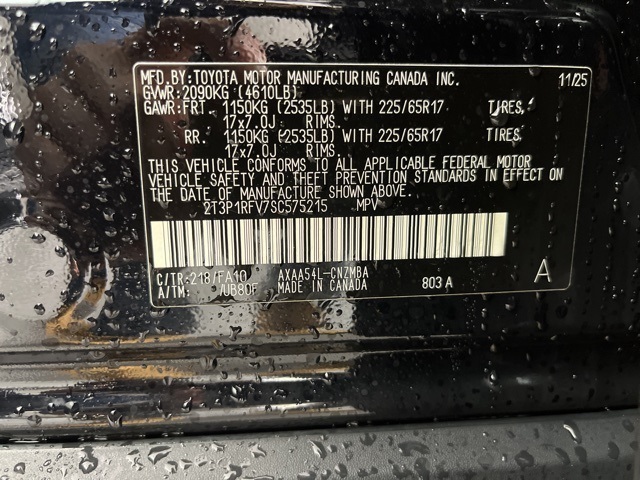 MFD.BY:TOYOTA MOTOR MANUFACTURING CANADA INC. 11/25
GVWR:2090KG (4610LB)
GAWR:FRT. 1150KG (2535LB) WITH 225/65R17 TIRES,
17x7.0J RIMS.
RR. 1150KG (2535LB) WITH 225/65R17 TIRES,
17x7.0J RIMS.
THIS VEHICLE CONFORMS TO ALL APPLICABLE FEDERAL MOTOR
VEHICLE SAFETY AND THEFT PREVENTION STANDARDS IN EFFECT ON
THE DATE OF MANUFACTURE SHOWN ABOVE.
2T3P1RFV7SC575215 MPV
C/TR:218/FA10 AXAA54L-CNZMBA A
A/TM: /UB80F MADE IN CANADA 803A